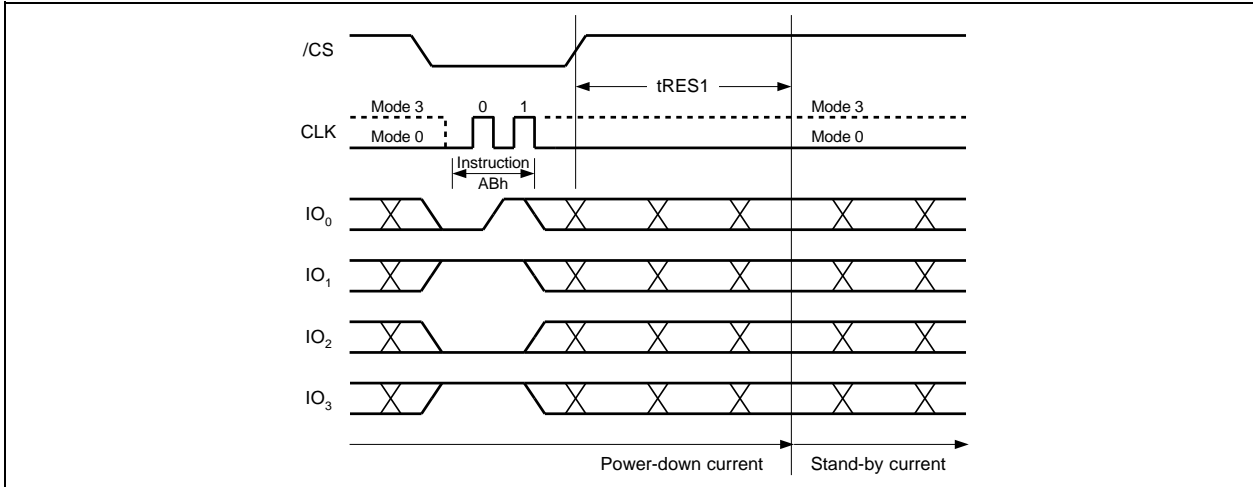 /CS
tRES1
Mode 3 0 1 Mode 3
CLK
Mode 0 Mode 0
Instruction
ABh
IO₀
IO₁
IO₂
IO₃
Power-down current Stand-by current